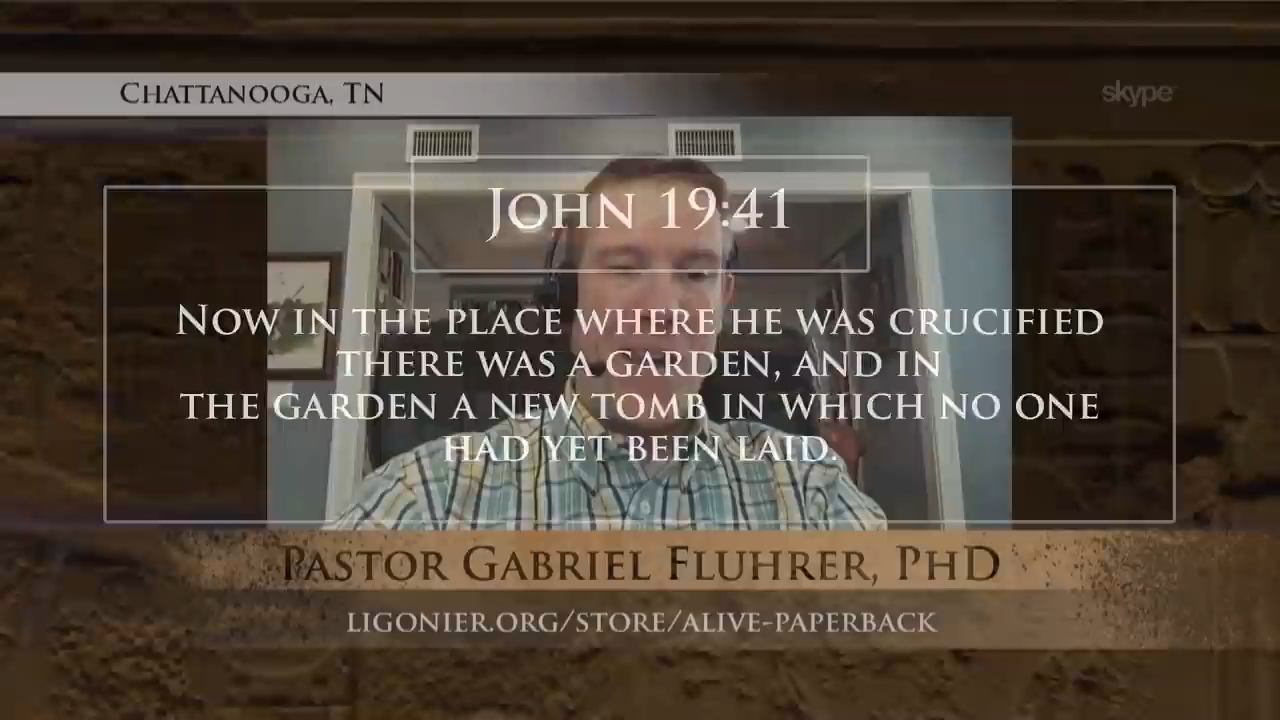 Chattanooga, TN
skype
John 19:41
Now in the place where he was crucified
there was a garden, and in
the garden a new tomb in which no one
had yet been laid.
Pastor Gabriel Fluhrer, PhD
ligonier.org/store/alive-paperback